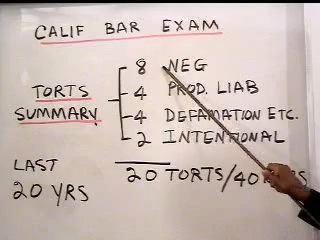 CALIF BAR EXAM
8 NEG
TORTS 4 PROD. LIAB
SUMMARY 4 DEFAMATION ETC.
2 INTENTIONAL
LAST 20 TORTS/40
20 YRS